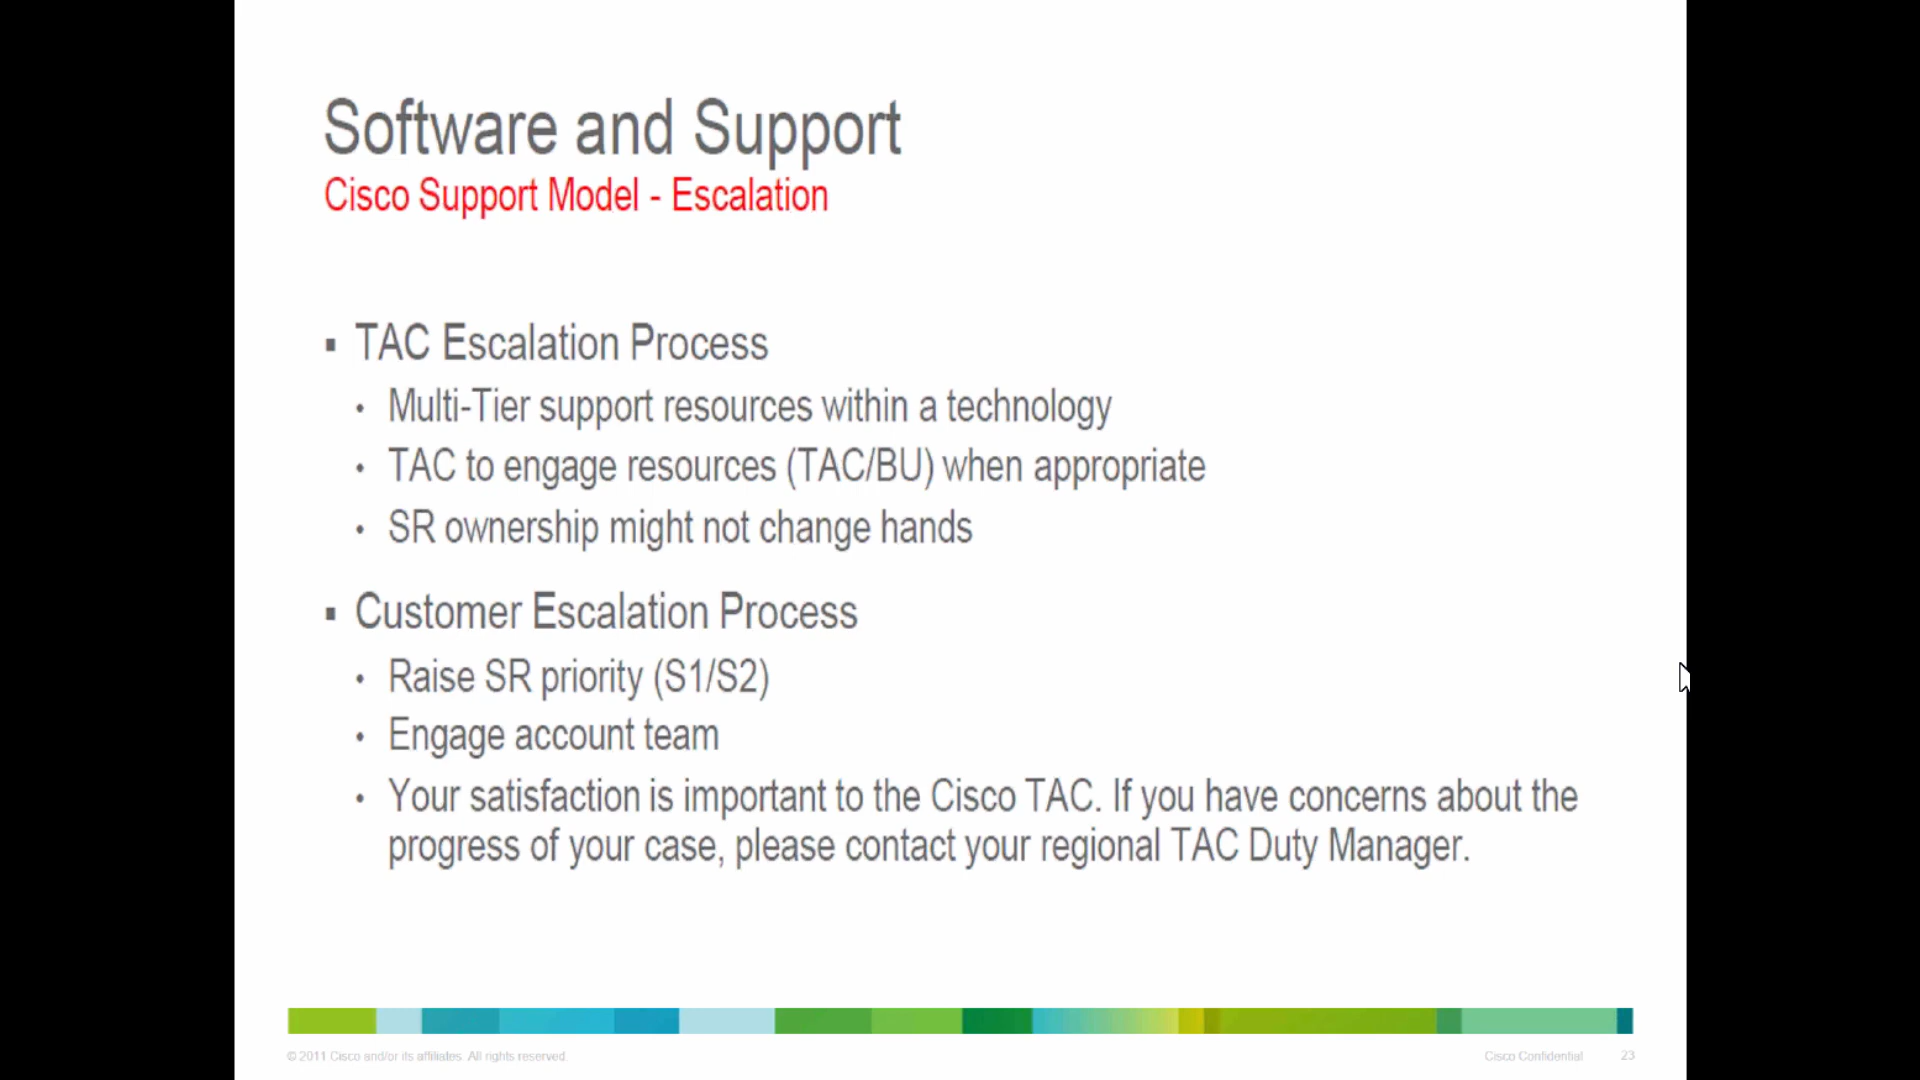 Software and Support
Cisco Support Model - Escalation
▪ TAC Escalation Process
• Multi-Tier support resources within a technology
• TAC to engage resources (TAC/BU) when appropriate
• SR ownership might not change hands
▪ Customer Escalation Process
• Raise SR priority (S1/S2)
• Engage account team
• Your satisfaction is important to the Cisco TAC. If you have concerns about the
progress of your case, please contact your regional TAC Duty Manager.
© 2011 Cisco and/or its affiliates. All rights reserved.
Cisco Confidential 23